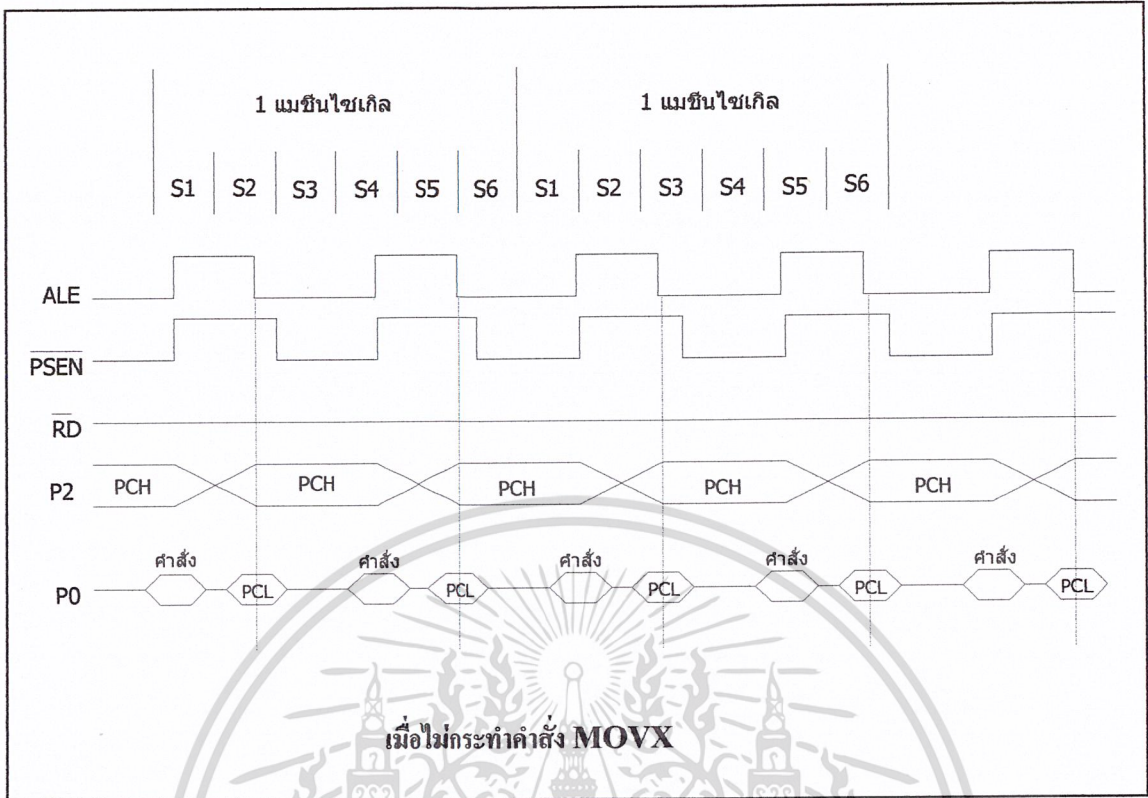 1 แมชีนไซเกิล 1 แมชีนไซเกิล
S1 S2 S3 S4 S5 S6 S1 S2 S3 S4 S5 S6
ALE
PSEN
RD
P2 PCH PCH PCH PCH PCH
คำสั่ง คำสั่ง คำสั่ง คำสั่ง คำสั่ง
P0 PCL PCL PCL PCL PCL
เมื่อไม่กระทำคำสั่ง MOVX